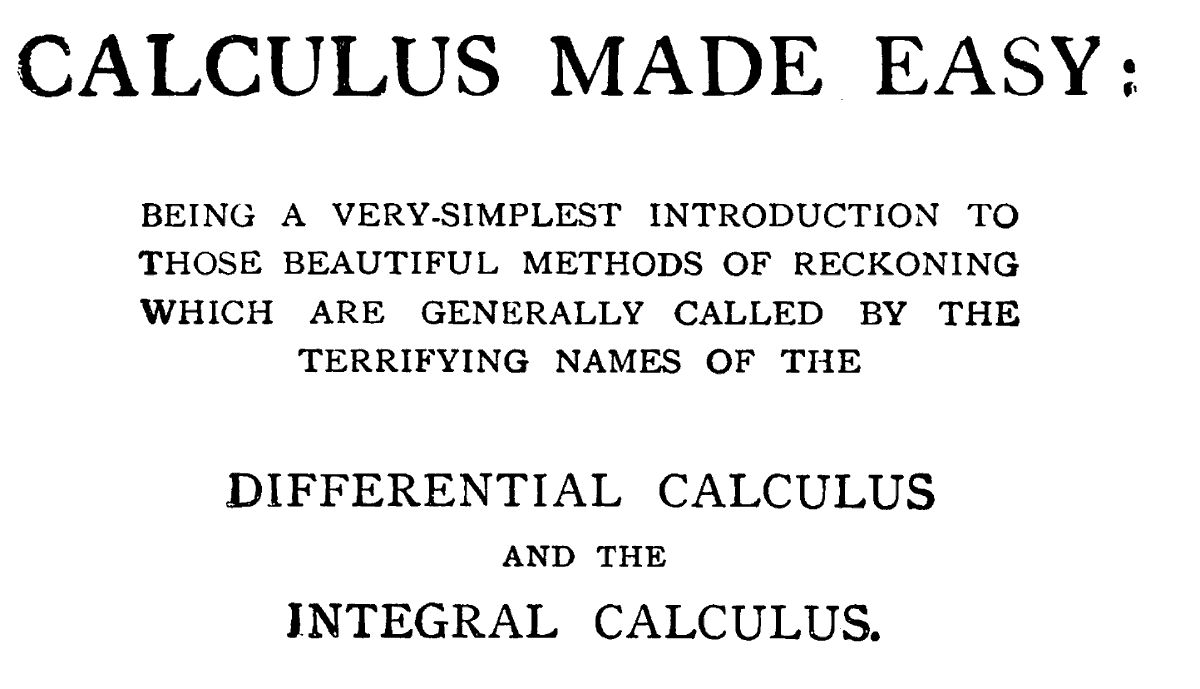 CALCULUS MADE EASY:
BEING A VERY-SIMPLEST INTRODUCTION TO
THOSE BEAUTIFUL METHODS OF RECKONING
WHICH ARE GENERALLY CALLED BY THE
TERRIFYING NAMES OF THE
DIFFERENTIAL CALCULUS
AND THE
INTEGRAL CALCULUS.